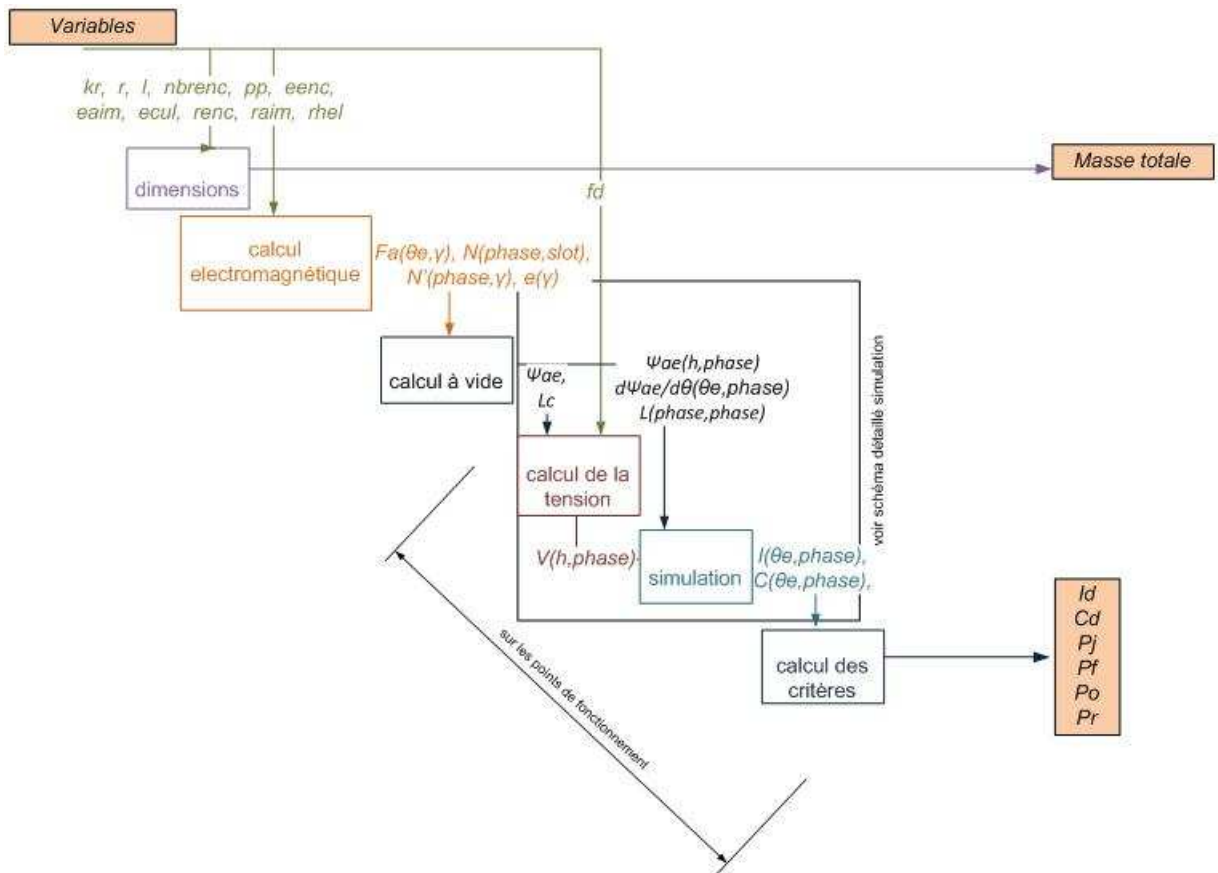 Variables
kr, r, l, nbrenc, pp, eenc,
eaim, ecul, renc, raim, rhel
dimensions
Masse totale
fd
calcul
electromagnétique
Fa(θe,γ), N(phase,slot),
N'(phase,γ), e(γ)
calcul à vide
Ψae,
Lc
Ψae(h,phase)
dΨae/dθ(θe,phase)
L(phase,phase)
voir schéma détaillé simulation
calcul de la
tension
V(h,phase)
simulation
I(θe,phase),
C(θe,phase),
sur les points de fonctionnement
calcul des
critères
Id
Cd
Pj
Pf
Po
Pr